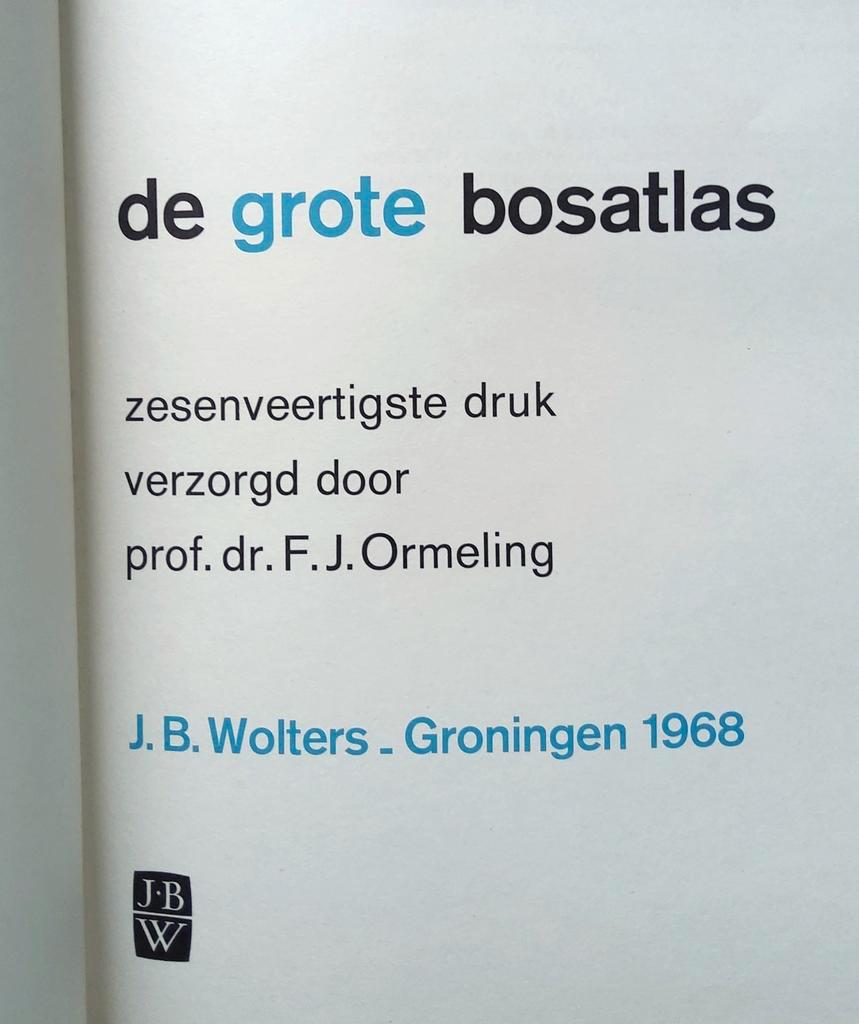 de grote bosatlas
zesenveertigste druk
verzorgd door
prof. dr. F. J. Ormeling
J. B. Wolters - Groningen 1968
J·B
W